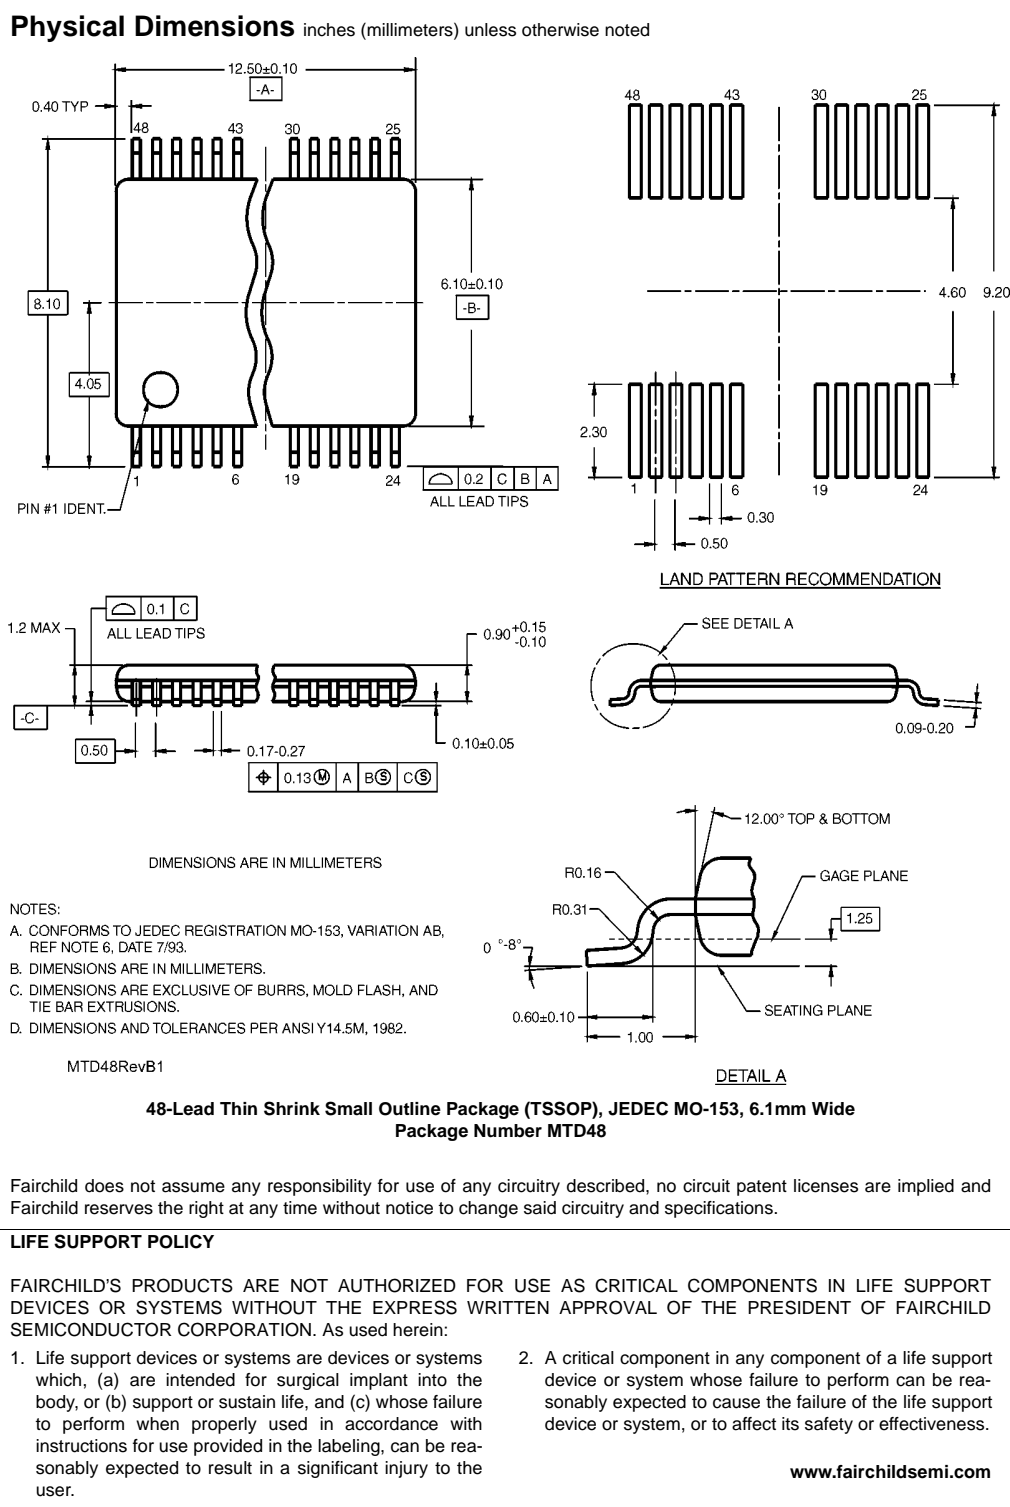 Physical Dimensions inches (millimeters) unless otherwise noted
12.50±0.10
-A-
0.40 TYP
48 43 30 25
8.10
4.05
6.10±0.10
-B-
1 6 19 24
0.2 C B A
ALL LEAD TIPS
PIN #1 IDENT.
48 43 30 25
4.60 9.20
2.30
1 6 19 24
0.30
0.50
LAND PATTERN RECOMMENDATION
0.1 C
ALL LEAD TIPS
1.2 MAX
0.90 +0.15
-0.10
-C-
0.50
0.17-0.27
0.10±0.05
0.13 Ⓜ A B Ⓢ C Ⓢ
SEE DETAIL A
0.09-0.20
12.00° TOP & BOTTOM
R0.16
GAGE PLANE
R0.31
1.25
0°-8°
SEATING PLANE
0.60±0.10
1.00
DETAIL A
DIMENSIONS ARE IN MILLIMETERS
NOTES:
A. CONFORMS TO JEDEC REGISTRATION MO-153, VARIATION AB,
REF NOTE 6, DATE 7/93.
B. DIMENSIONS ARE IN MILLIMETERS.
C. DIMENSIONS ARE EXCLUSIVE OF BURRS, MOLD FLASH, AND
TIE BAR EXTRUSIONS.
D. DIMENSIONS AND TOLERANCES PER ANSI Y14.5M, 1982.
MTD48RevB1
48-Lead Thin Shrink Small Outline Package (TSSOP), JEDEC MO-153, 6.1mm Wide
Package Number MTD48
Fairchild does not assume any responsibility for use of any circuitry described, no circuit patent licenses are implied and
Fairchild reserves the right at any time without notice to change said circuitry and specifications.
LIFE SUPPORT POLICY
FAIRCHILD'S PRODUCTS ARE NOT AUTHORIZED FOR USE AS CRITICAL COMPONENTS IN LIFE SUPPORT
DEVICES OR SYSTEMS WITHOUT THE EXPRESS WRITTEN APPROVAL OF THE PRESIDENT OF FAIRCHILD
SEMICONDUCTOR CORPORATION. As used herein:
1. Life support devices or systems are devices or systems
which, (a) are intended for surgical implant into the
body, or (b) support or sustain life, and (c) whose failure
to perform when properly used in accordance with
instructions for use provided in the labeling, can be rea-
sonably expected to result in a significant injury to the
user.
2. A critical component in any component of a life support
device or system whose failure to perform can be rea-
sonably expected to cause the failure of the life support
device or system, or to affect its safety or effectiveness.
www.fairchildsemi.com